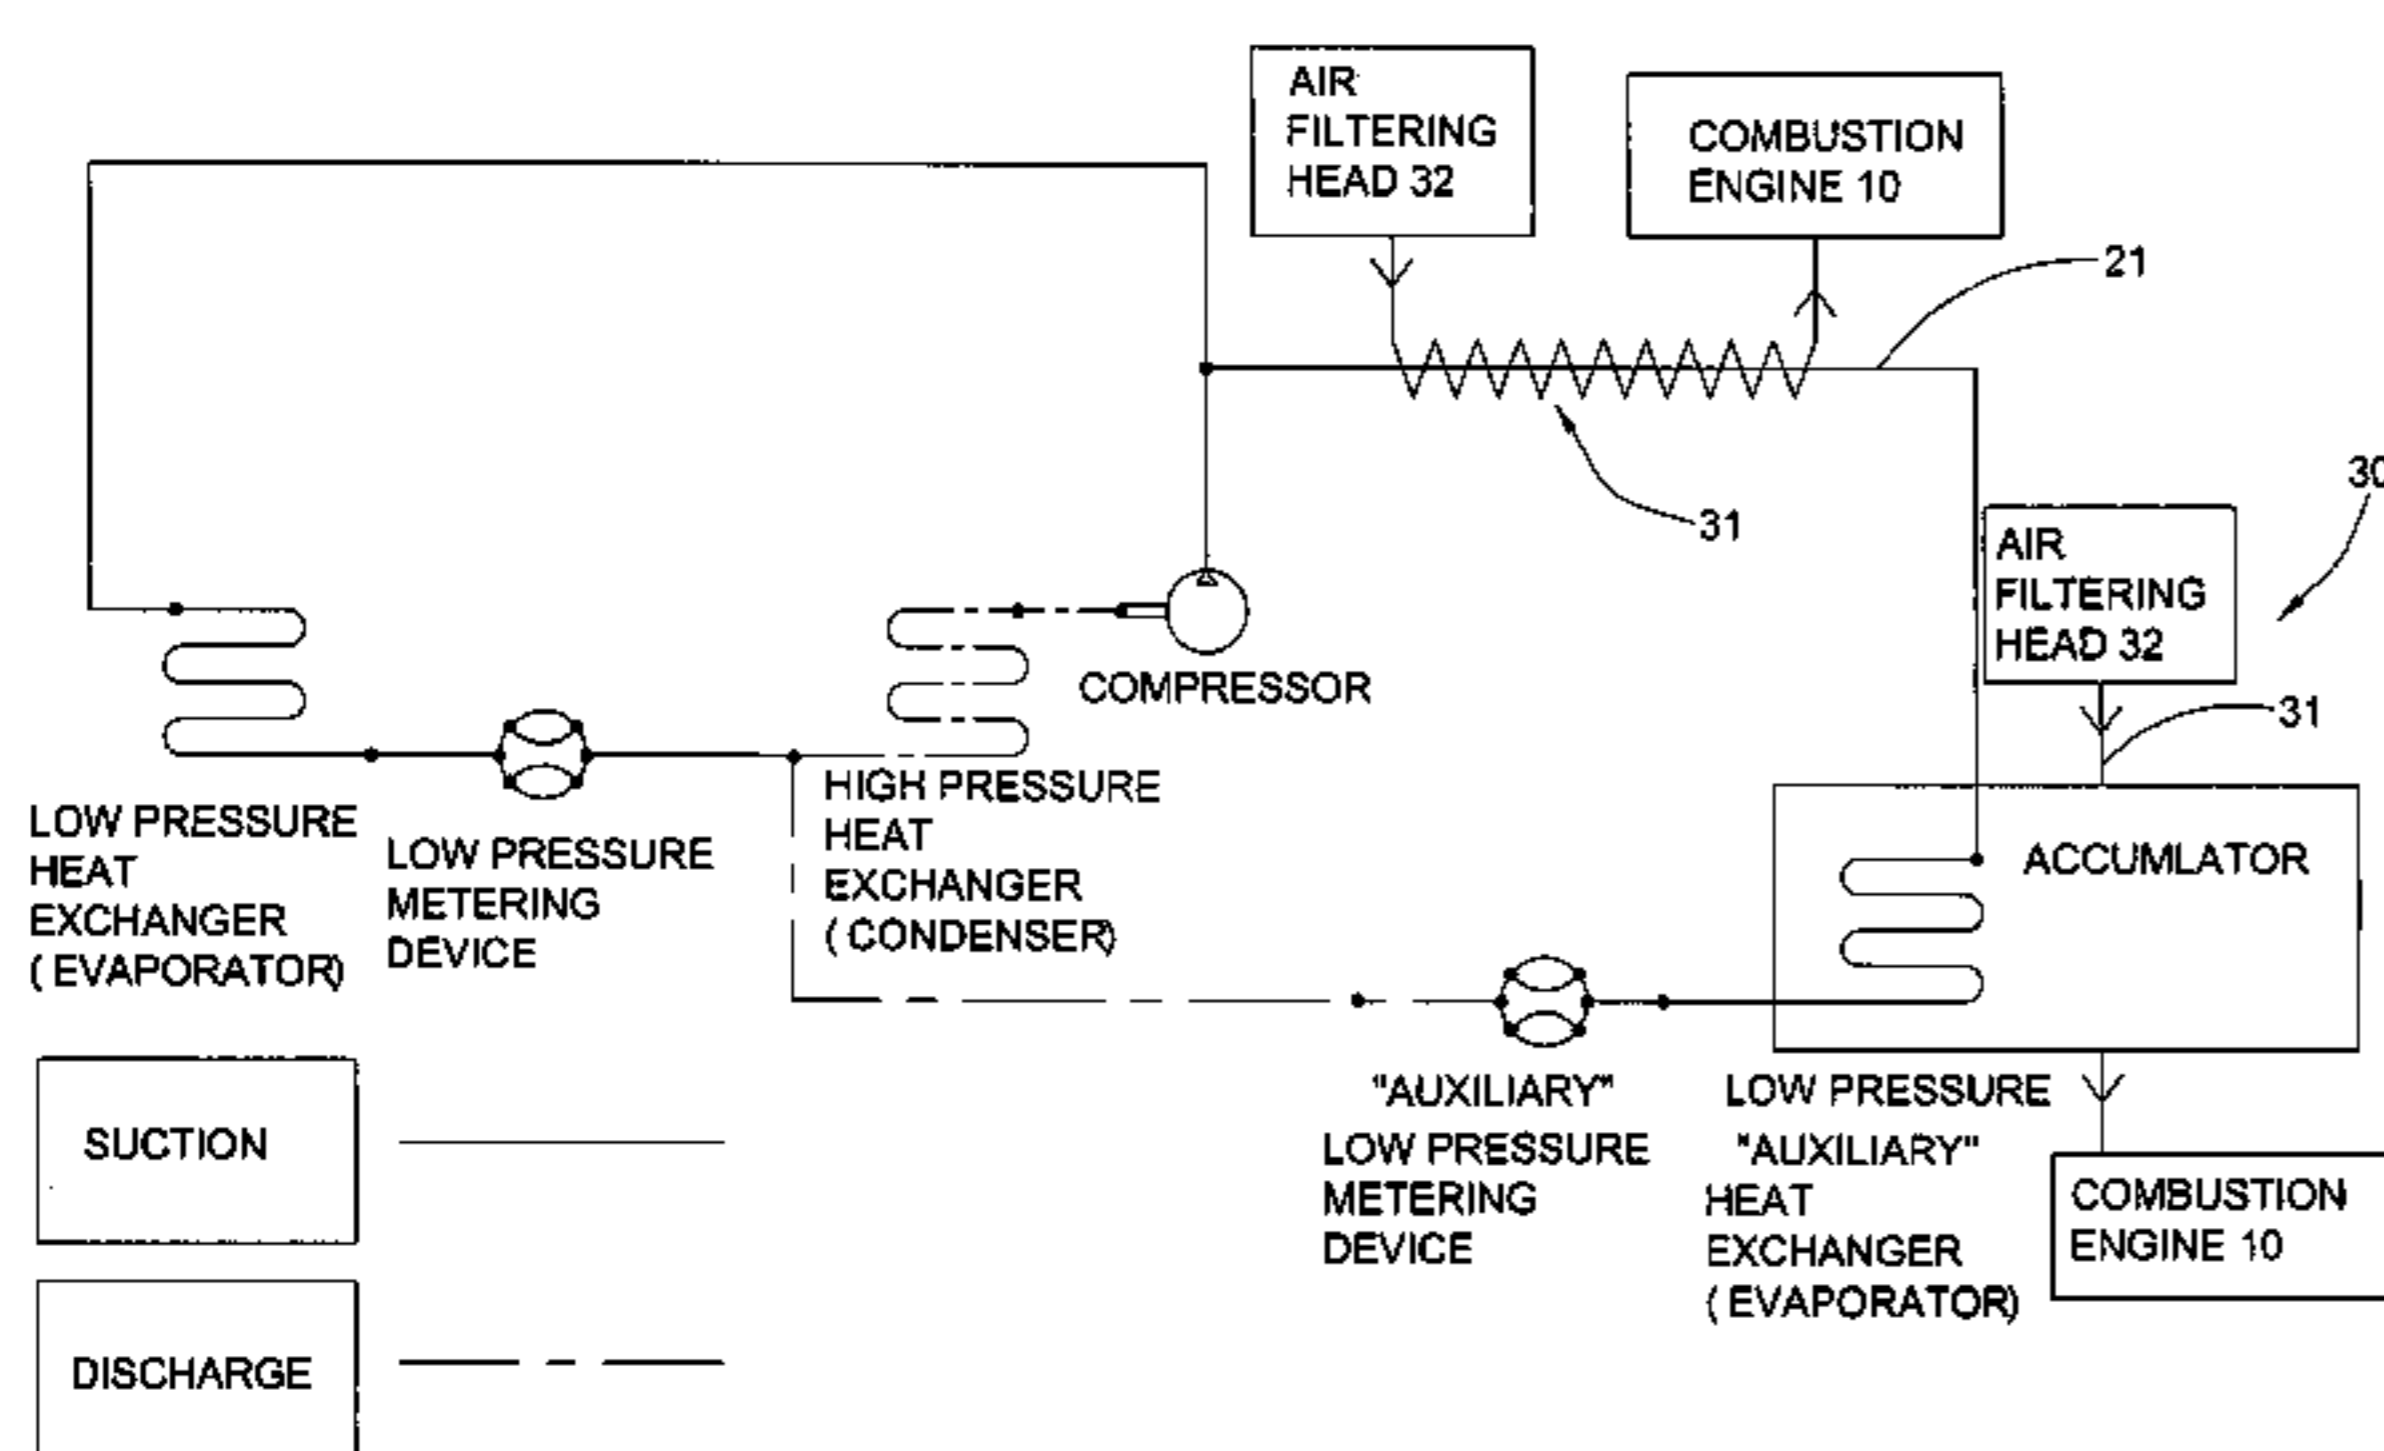 AIR
FILTERING
HEAD 32
COMBUSTION
ENGINE 10
21
31
30
AIR
FILTERING
HEAD 32
31
COMPRESSOR
ACCUMLATOR
HIGH PRESSURE
HEAT
EXCHANGER
( CONDENSER)
LOW PRESSURE
HEAT
EXCHANGER
( EVAPORATOR)
LOW PRESSURE
METERING
DEVICE
"AUXILIARY"
LOW PRESSURE
METERING
DEVICE
LOW PRESSURE
"AUXILIARY"
HEAT
EXCHANGER
( EVAPORATOR)
COMBUSTION
ENGINE 10
SUCTION
DISCHARGE